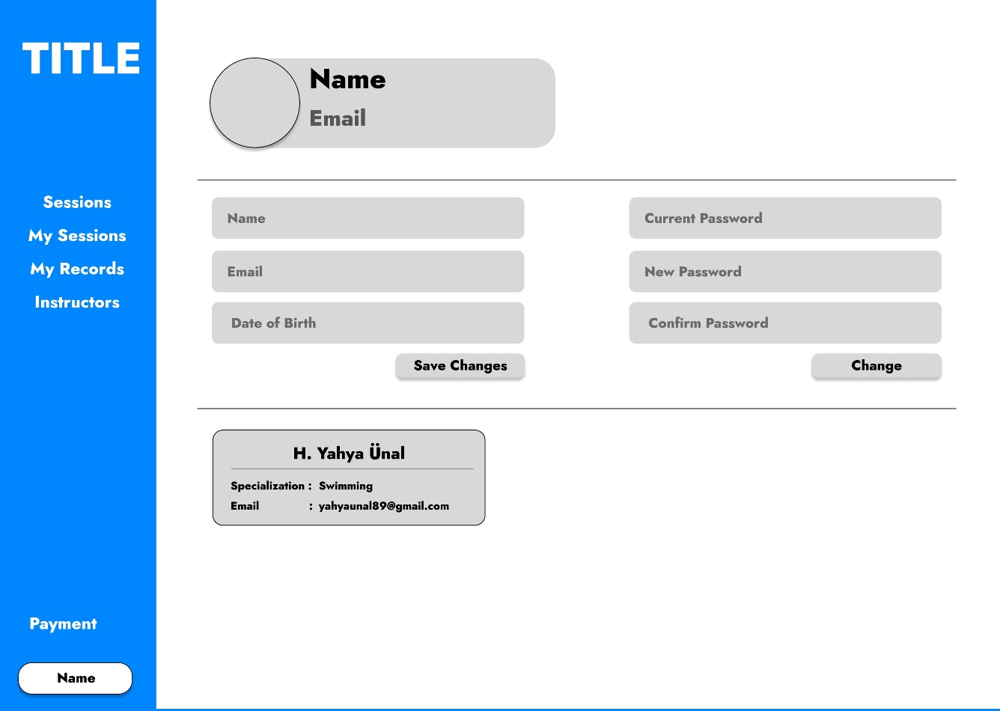 TITLE
Sessions
My Sessions
My Records
Instructors
Payment
Name
Name
Email
Name
Email
Date of Birth
Save Changes
Current Password
New Password
Confirm Password
Change
H. Yahya Ünal
Specialization : Swimming
Email : yahyaunal89@gmail.com